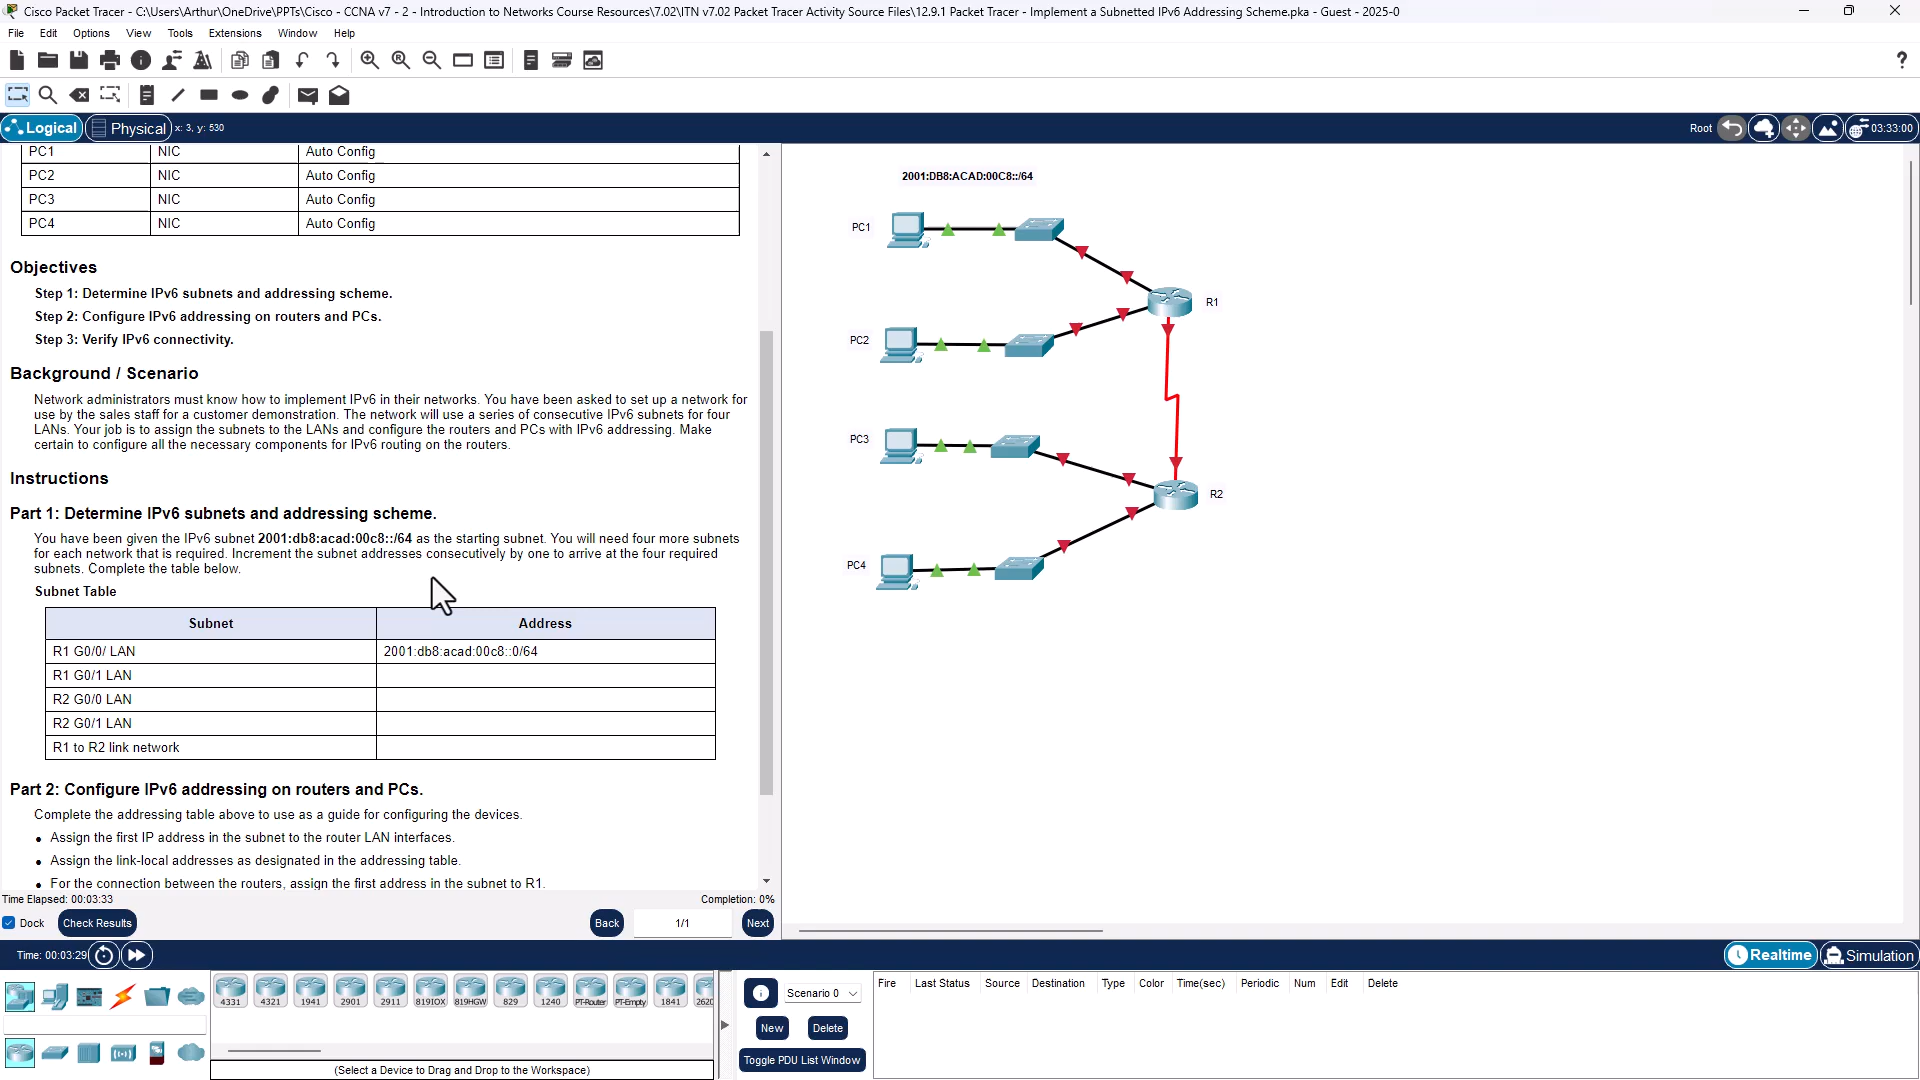 Cisco Packet Tracer - C:\Users\Arthur\OneDrive\PPTs\Cisco - CCNA v7 - 2 - Introduction to Networks Course Resources\7.02\ITN v7.02 Packet Tracer Activity Source Files\12.9.1 Packet Tracer - Implement a Subnetted IPv6 Addressing Scheme.pka - Guest - 2025-0
File Edit Options View Tools Extensions Window Help
?
Logical Physical x: 3, y: 530 Root 03:33:00
PC1 NIC Auto Config
PC2 NIC Auto Config
PC3 NIC Auto Config
PC4 NIC Auto Config
Objectives
Step 1: Determine IPv6 subnets and addressing scheme.
Step 2: Configure IPv6 addressing on routers and PCs.
Step 3: Verify IPv6 connectivity.
Background / Scenario
Network administrators must know how to implement IPv6 in their networks. You have been asked to set up a network for
use by the sales staff for a customer demonstration. The network will use a series of consecutive IPv6 subnets for four
LANs. Your job is to assign the subnets to the LANs and configure the routers and PCs with IPv6 addressing. Make
certain to configure all the necessary components for IPv6 routing on the routers.
Instructions
Part 1: Determine IPv6 subnets and addressing scheme.
You have been given the IPv6 subnet 2001:db8:acad:00c8::/64 as the starting subnet. You will need four more subnets
for each network that is required. Increment the subnet addresses consecutively by one to arrive at the four required
subnets. Complete the table below.
Subnet Table
Subnet Address
R1 G0/0/ LAN 2001:db8:acad:00c8::0/64
R1 G0/1 LAN
R2 G0/0 LAN
R2 G0/1 LAN
R1 to R2 link network
Part 2: Configure IPv6 addressing on routers and PCs.
Complete the addressing table above to use as a guide for configuring the devices.
• Assign the first IP address in the subnet to the router LAN interfaces.
• Assign the link-local addresses as designated in the addressing table.
• For the connection between the routers, assign the first address in the subnet to R1.
Time Elapsed: 00:03:33 Completion: 0%
Dock Check Results Back 1/1 Next
2001:DB8:ACAD:00C8::/64
PC1
R1
PC2
PC3
R2
PC4
Time: 00:03:29 Realtime Simulation
4331 4321 1941 2901 2911 819IOX 819HGW 829 1240 PT-Router PT-Empty 1841 2620
(Select a Device to Drag and Drop to the Workspace)
Scenario 0
New Delete
Toggle PDU List Window
Fire Last Status Source Destination Type Color Time(sec) Periodic Num Edit Delete